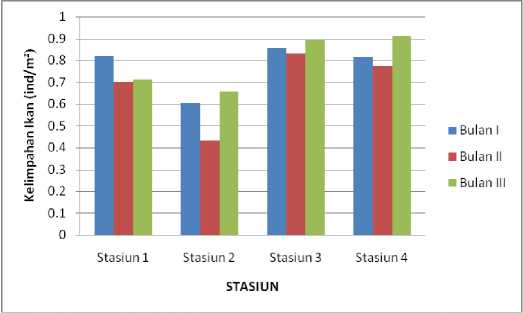 Kelimpahan Ikan (ind/m²)
1
0.9
0.8
0.7
0.6
0.5
0.4
0.3
0.2
0.1
0
Stasiun 1 Stasiun 2 Stasiun 3 Stasiun 4
STASIUN
Bulan I
Bulan II
Bulan III